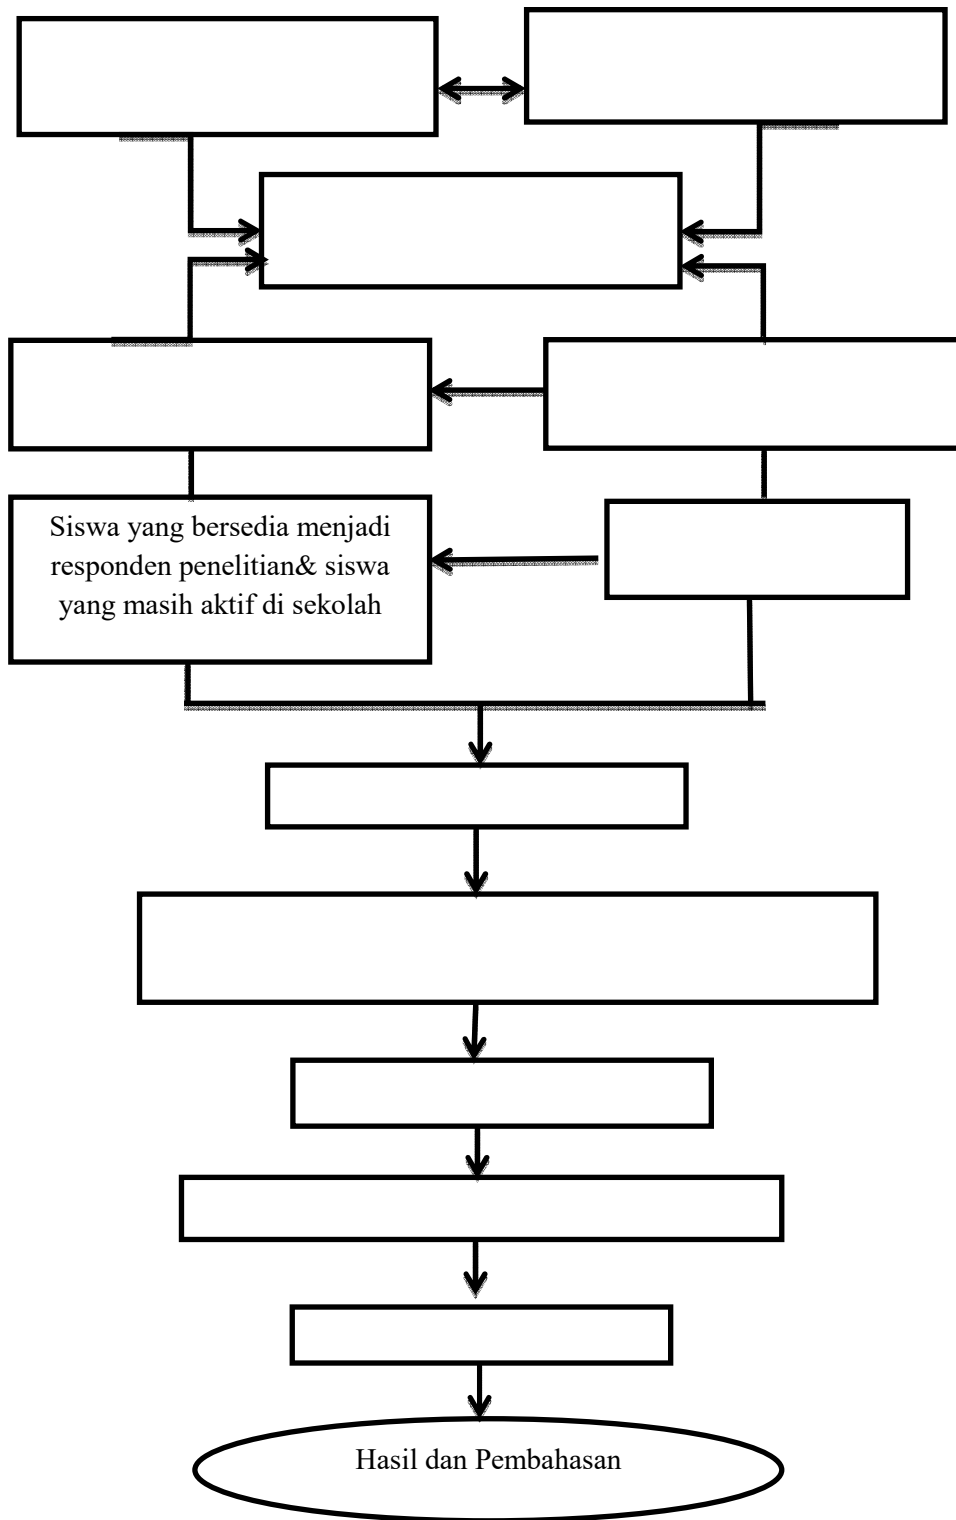 Siswa yang bersedia menjadi
responden penelitian& siswa
yang masih aktif di sekolah
Hasil dan Pembahasan